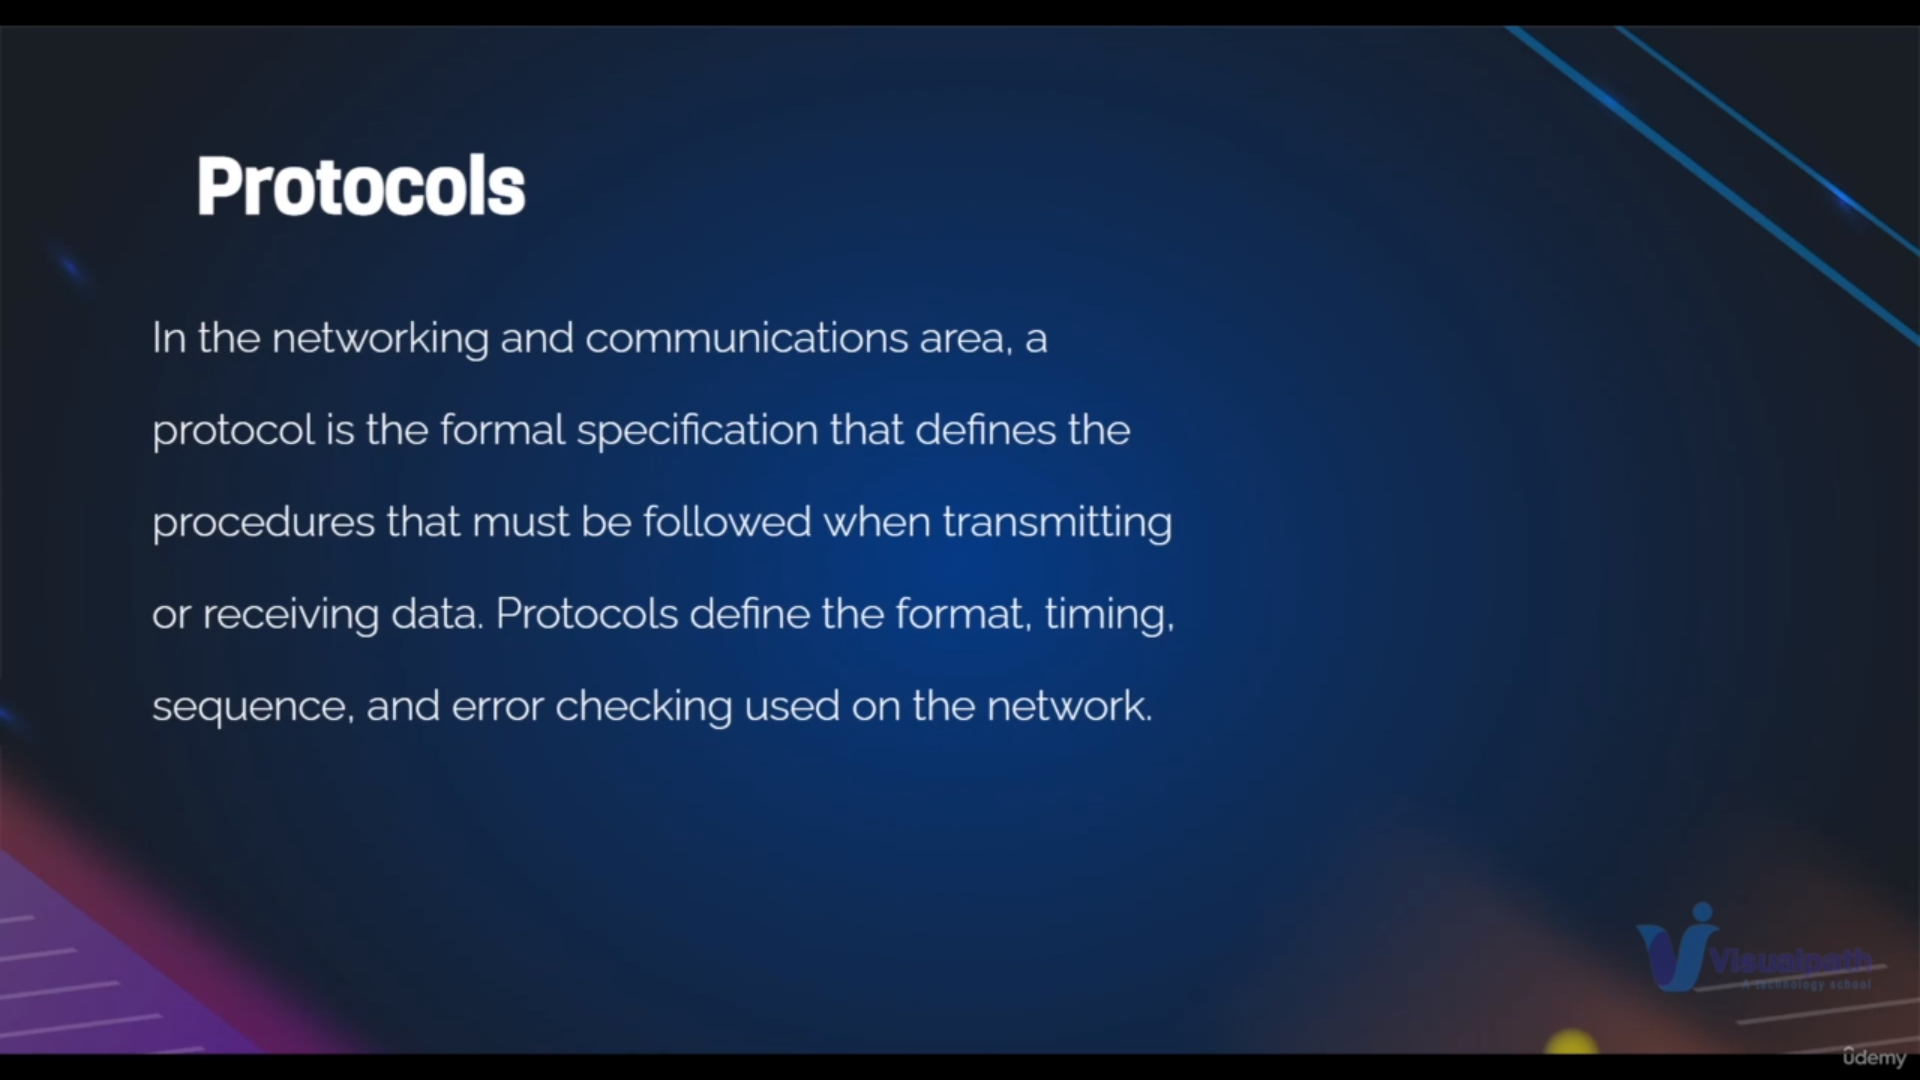 Protocols
In the networking and communications area, a
protocol is the formal specification that defines the
procedures that must be followed when transmitting
or receiving data. Protocols define the format, timing,
sequence, and error checking used on the network.
Visualpath
A technology school
ûdemy